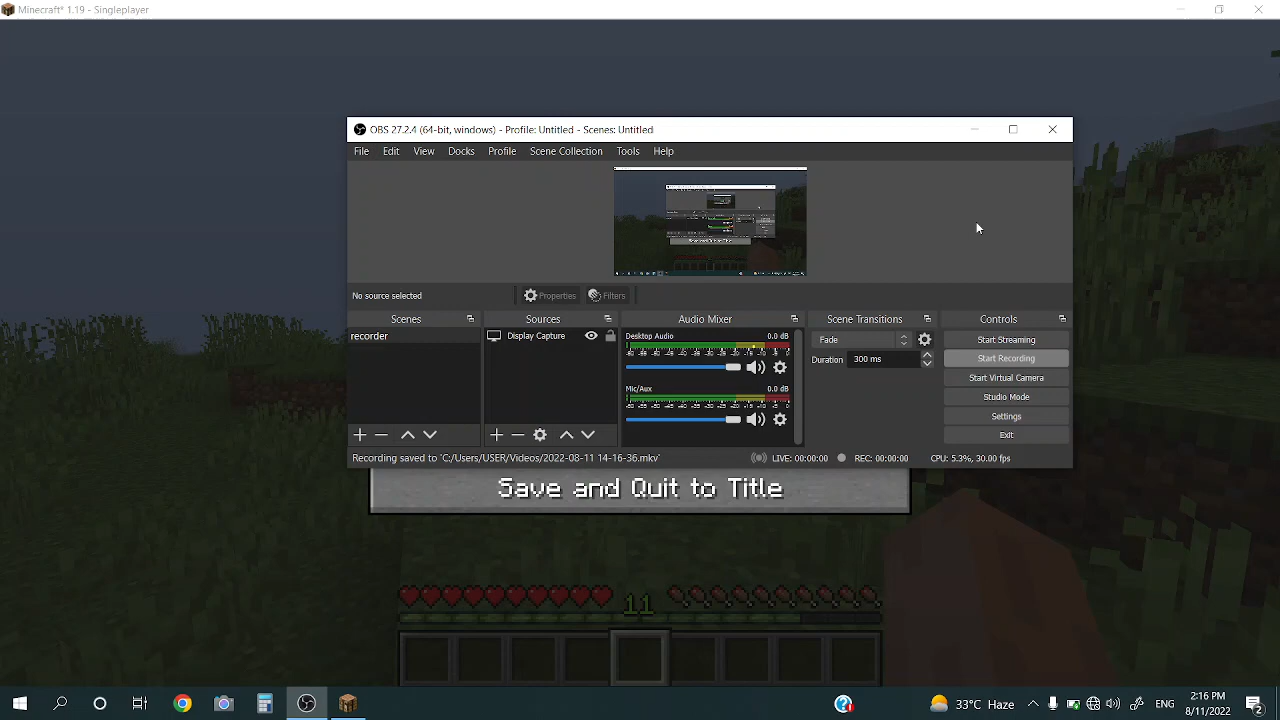 Minecraft* 1.19 - Singleplayer
OBS 27.2.4 (64-bit, windows) - Profile: Untitled - Scenes: Untitled
File Edit View Docks Profile Scene Collection Tools Help
No source selected Properties Filters
Scenes Sources Audio Mixer Scene Transitions Controls
recorder
Display Capture
Desktop Audio 0.0 dB
Mic/Aux 0.0 dB
Fade
Duration 300 ms
Start Streaming
Start Recording
Start Virtual Camera
Studio Mode
Settings
Exit
Recording saved to 'C:/Users/USER/Videos/2022-08-11 14-16-36.mkv' LIVE: 00:00:00 REC: 00:00:00 CPU: 5.3%, 30.00 fps
Save and Quit to Title
11
33°C Haze ENG 2:16 PM
8/11/2022 2